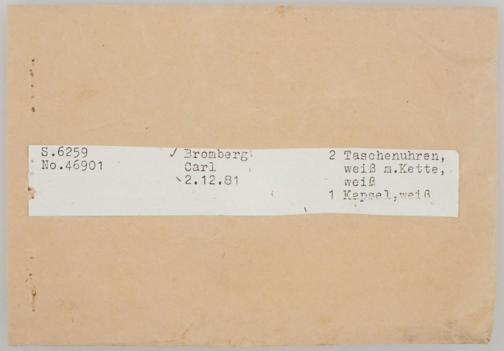 S.6259
No.46901
Bromberg
Carl
2.12.81
2 Taschenuhren,
weiß m.Kette,
weiß
1 Kapsel,weiß